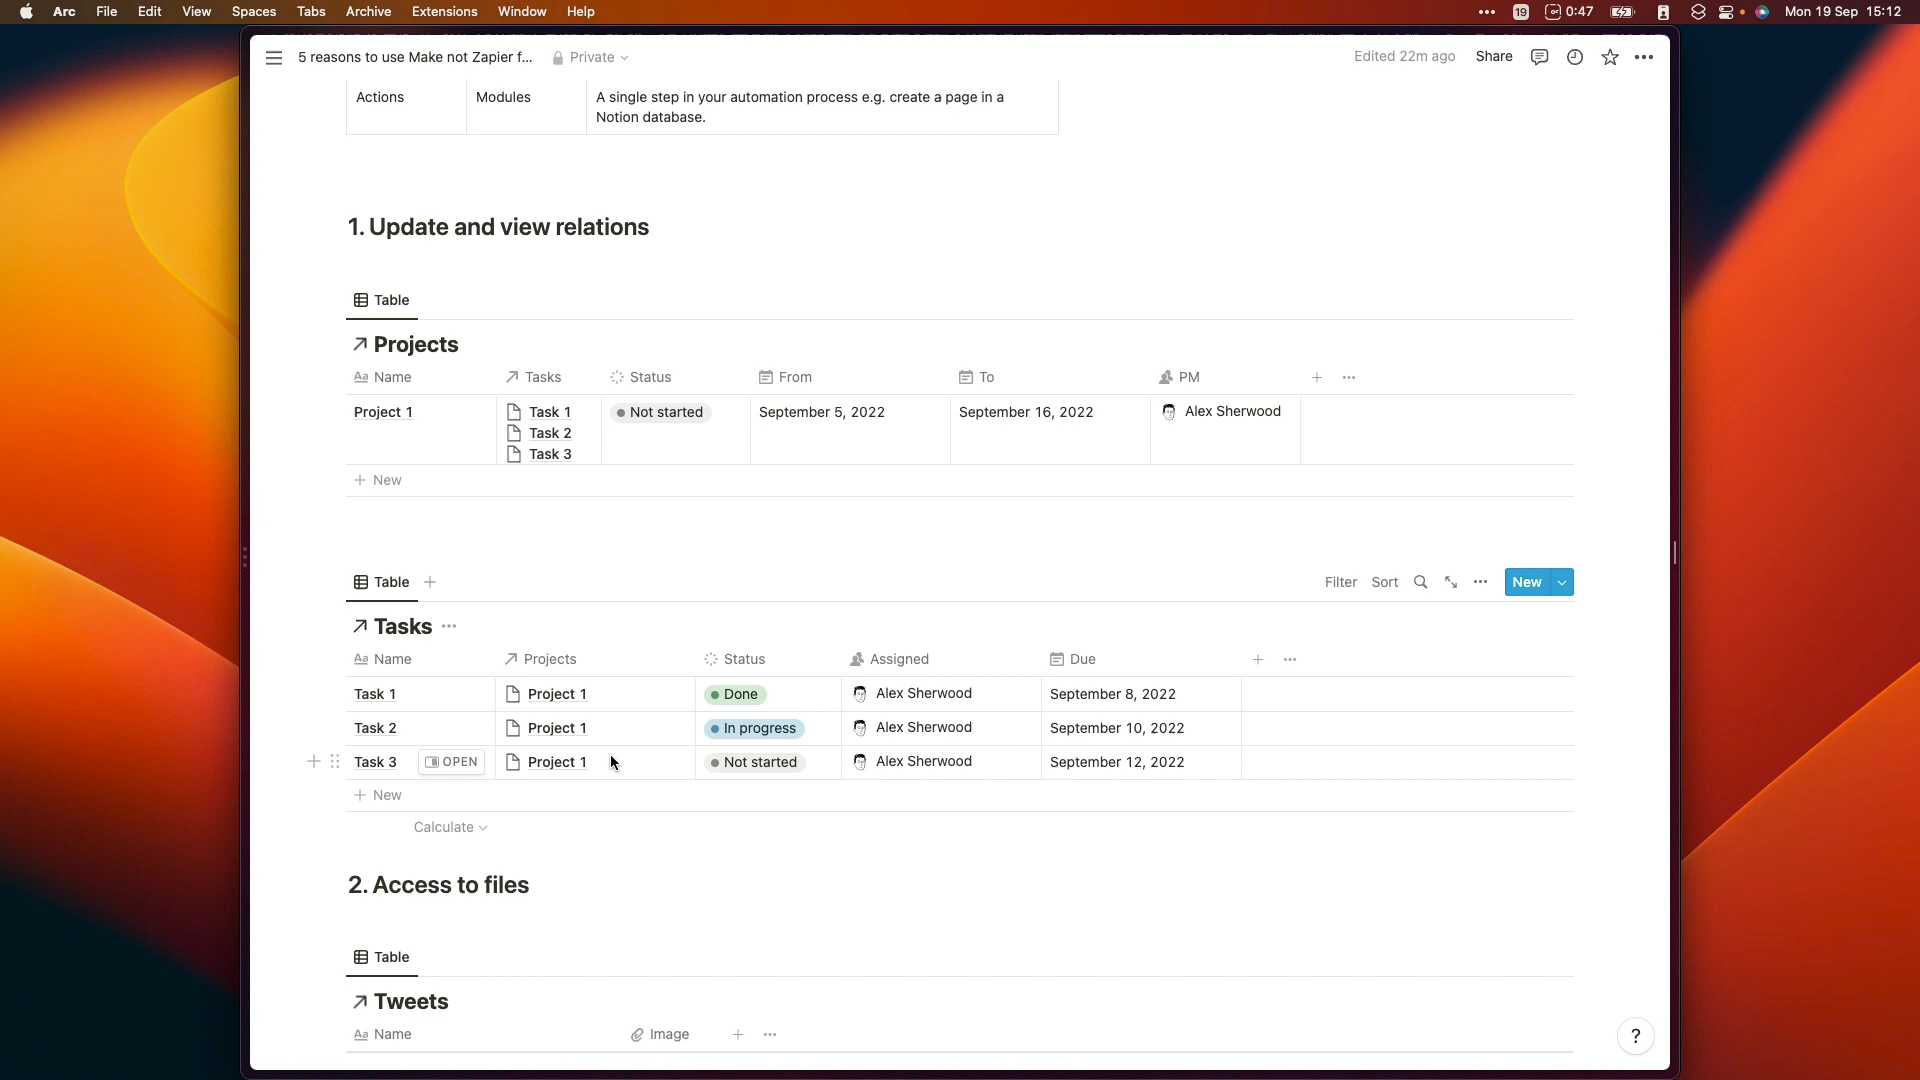 Arc File Edit View Spaces Tabs Archive Extensions Window Help 19 0:47 Mon 19 Sep 15:12
5 reasons to use Make not Zapier f... Private Edited 22m ago Share
Actions Modules A single step in your automation process e.g. create a page in a
Notion database.
1. Update and view relations
Table
Projects
Aa Name Tasks Status From To PM
Project 1 Task 1 Not started September 5, 2022 September 16, 2022 Alex Sherwood
Task 2
Task 3
+ New
Table + Filter Sort New
Tasks
Aa Name Projects Status Assigned Due
Task 1 Project 1 Done Alex Sherwood September 8, 2022
Task 2 Project 1 In progress Alex Sherwood September 10, 2022
Task 3 OPEN Project 1 Not started Alex Sherwood September 12, 2022
+ New
Calculate
2. Access to files
Table
Tweets
Aa Name Image
?